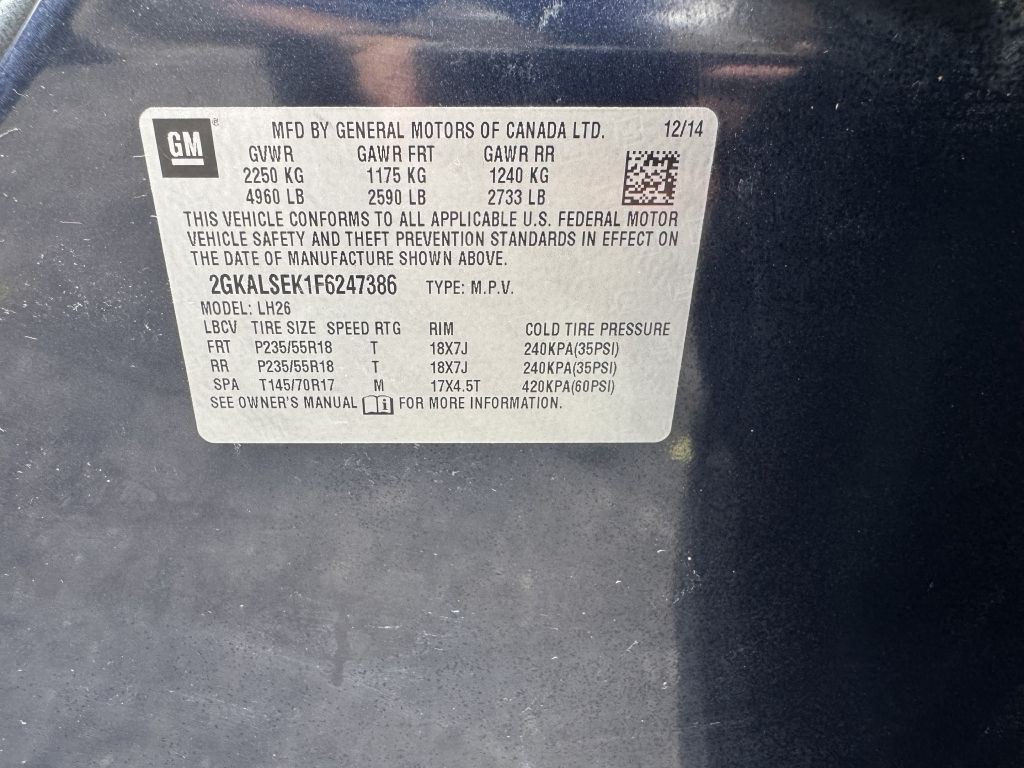 GM ® MFD BY GENERAL MOTORS OF CANADA LTD. 12/14
GVWR GAWR FRT GAWR RR
2250 KG 1175 KG 1240 KG
4960 LB 2590 LB 2733 LB
THIS VEHICLE CONFORMS TO ALL APPLICABLE U.S. FEDERAL MOTOR
VEHICLE SAFETY AND THEFT PREVENTION STANDARDS IN EFFECT ON
THE DATE OF MANUFACTURE SHOWN ABOVE.
2GKALSEK1F6247386 TYPE: M.P.V.
MODEL: LH26
LBCV TIRE SIZE SPEED RTG RIM COLD TIRE PRESSURE
FRT P235/55R18 T 18X7J 240KPA(35PSI)
RR P235/55R18 T 18X7J 240KPA(35PSI)
SPA T145/70R17 M 17X4.5T 420KPA(60PSI)
SEE OWNER'S MANUAL i FOR MORE INFORMATION.